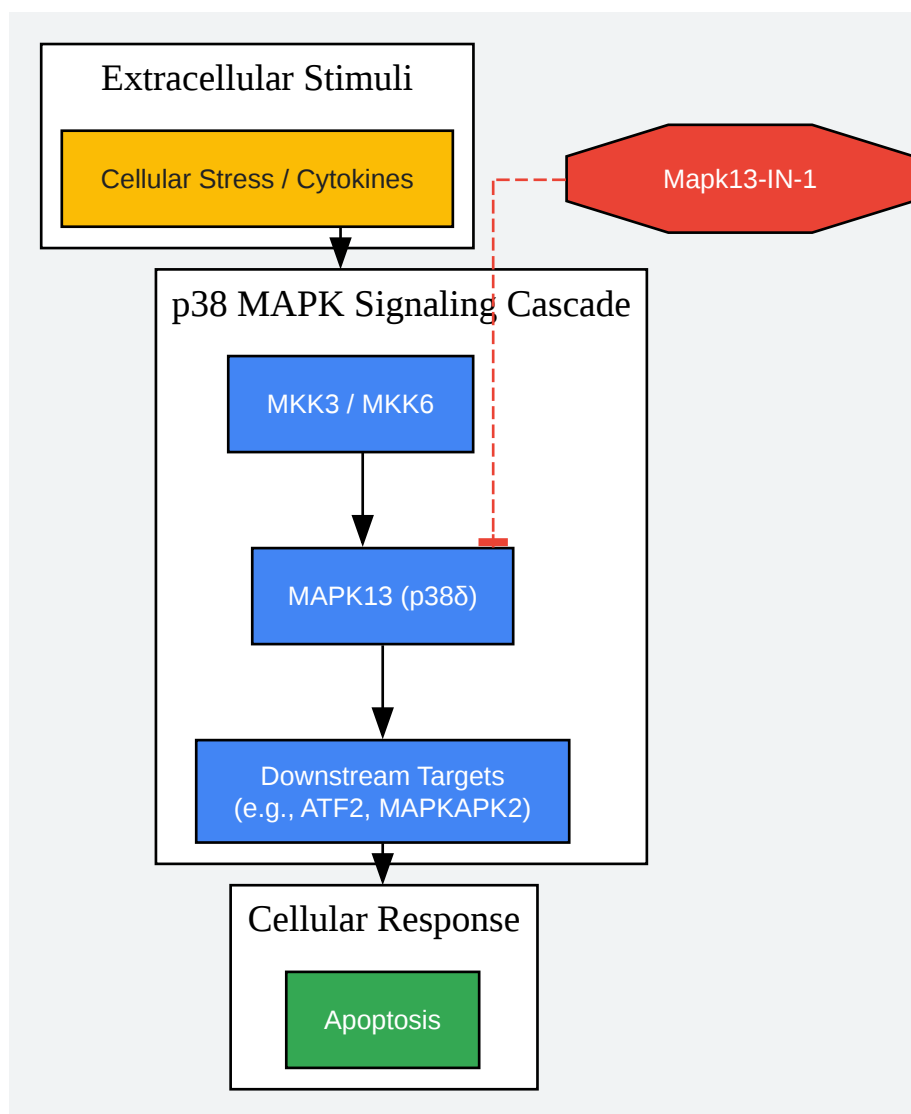 Extracellular Stimuli
Cellular Stress / Cytokines
Mapk13-IN-1
p38 MAPK Signaling Cascade
MKK3 / MKK6
MAPK13 (p38δ)
Downstream Targets
(e.g., ATF2, MAPKAPK2)
Cellular Response
Apoptosis